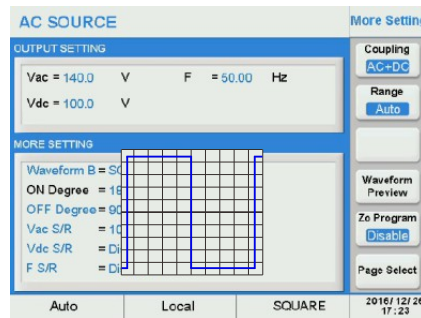 AC SOURCE
More Settin
OUTPUT SETTING
Vac = 140.0 V F = 50.00 Hz
Vdc = 100.0 V
MORE SETTING
Waveform B = SQ
ON Degree = 18
OFF Degree = 90
Vac S/R = 10
Vdc S/R = Di
F S/R = Di
Coupling
AC+DC
Range
Auto
Waveform
Preview
Zo Program
Disable
Page Select
Auto Local SQUARE 2016/12/26
17:23